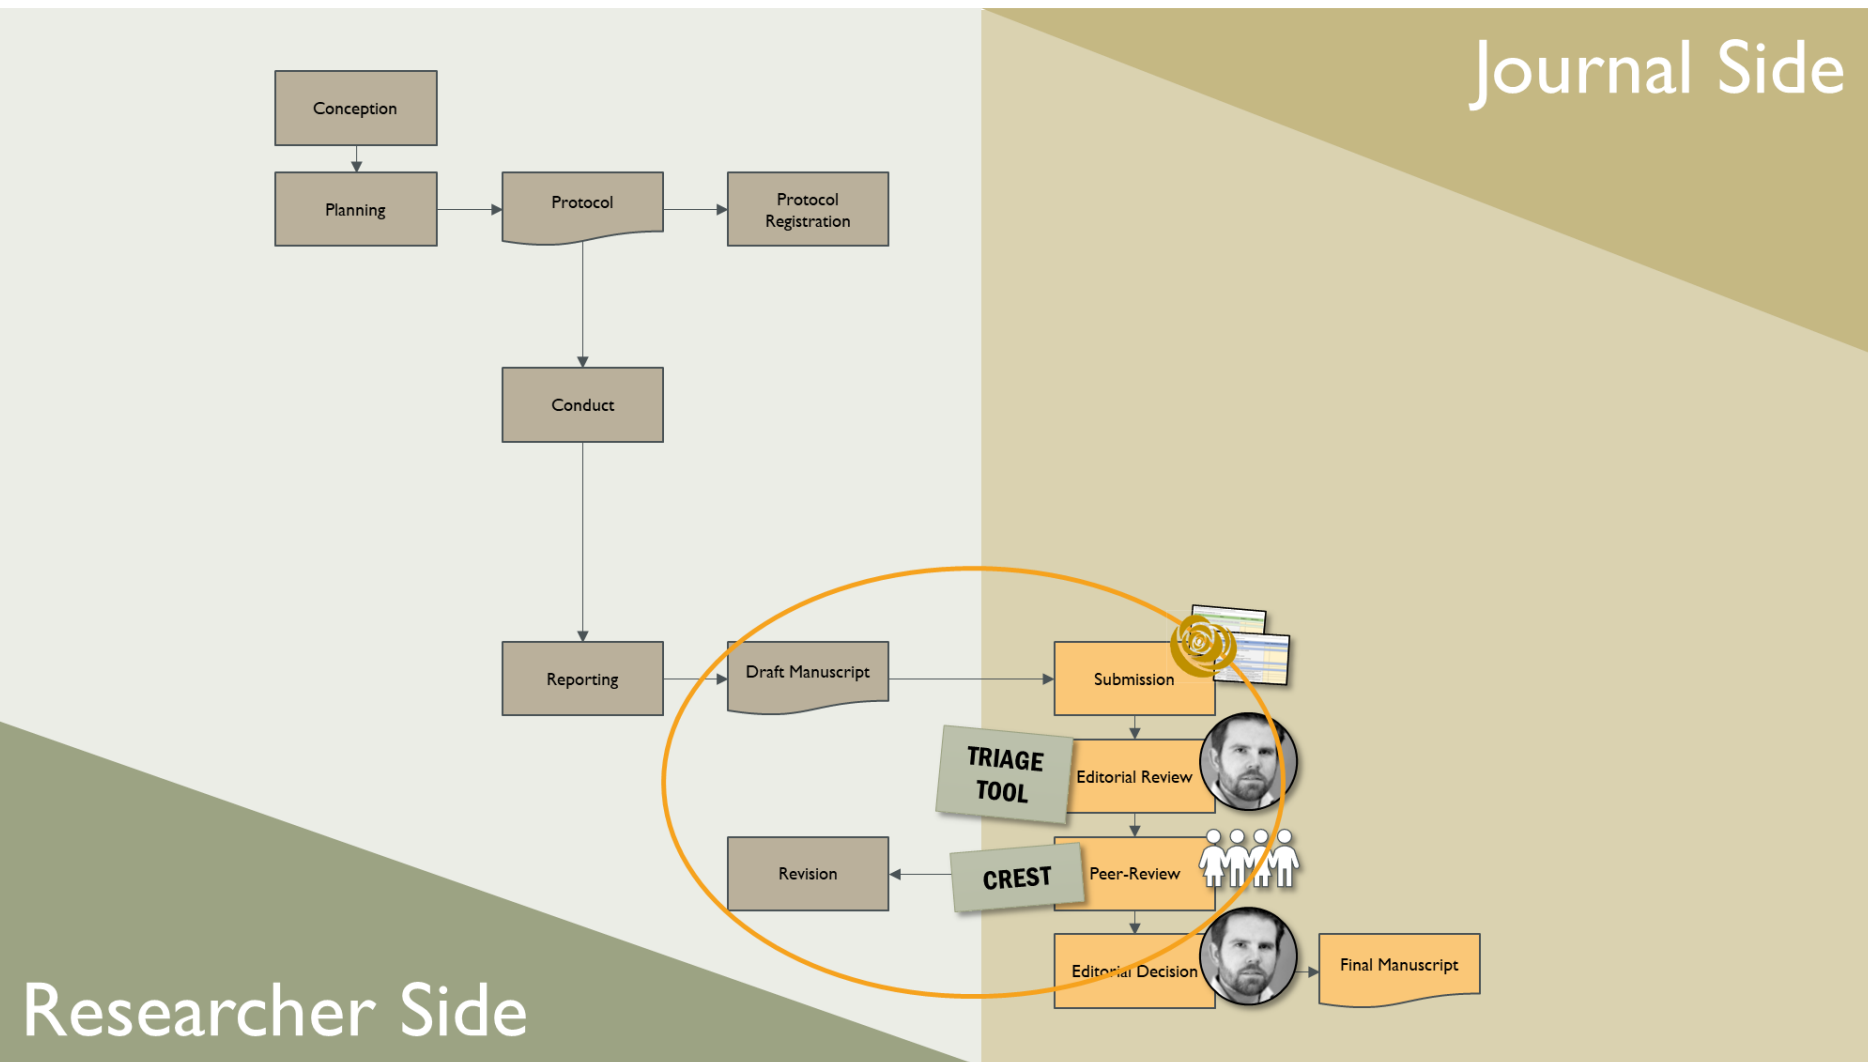 Journal Side
Conception
Planning
Protocol
Protocol
Registration
Conduct
Reporting
Draft Manuscript
Submission
TRIAGE
TOOL
Editorial Review
Revision
CREST
Peer-Review
Editorial Decision
Final Manuscript
Researcher Side